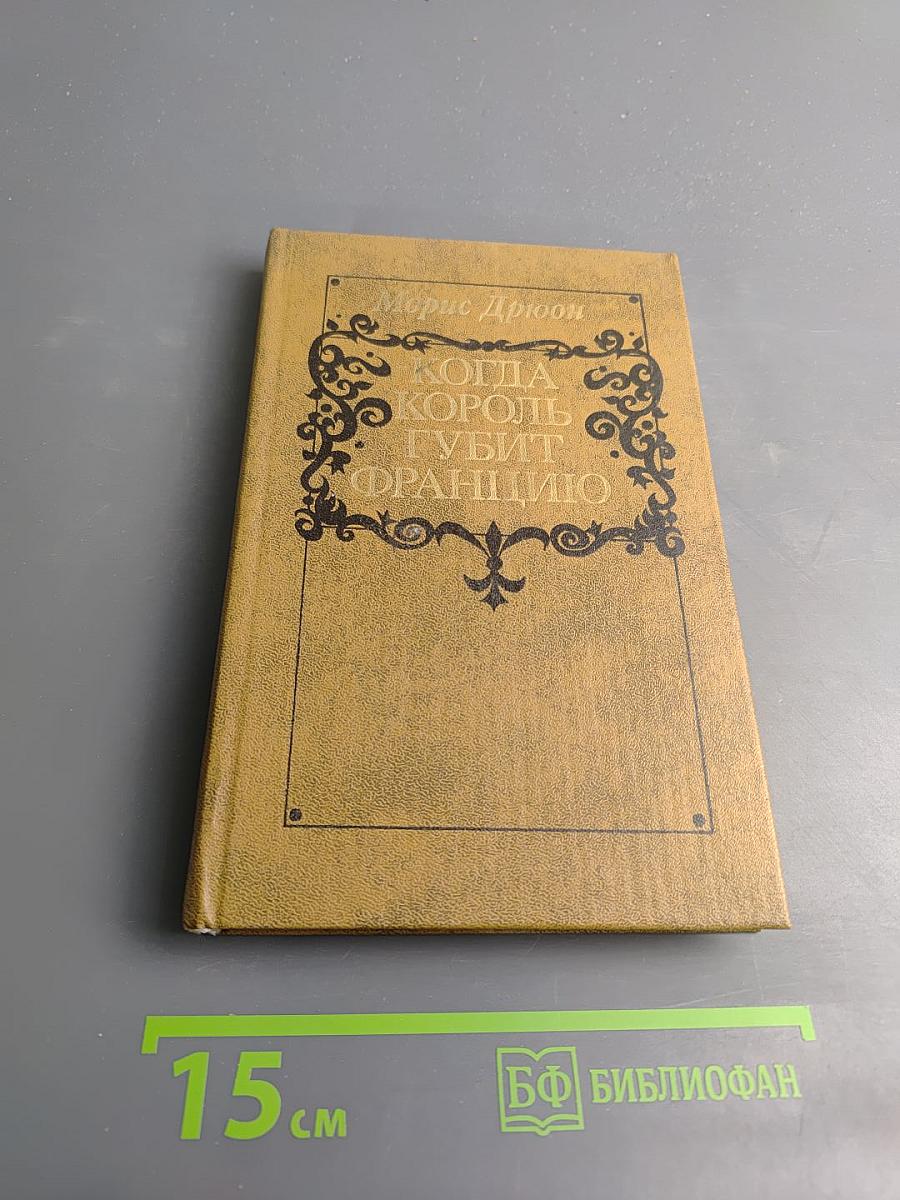 Морис Дрюон
КОГДА
КОРОЛЬ
ГУБИТ
ФРАНЦИЮ
15 см
БФ БИБЛИОФАН